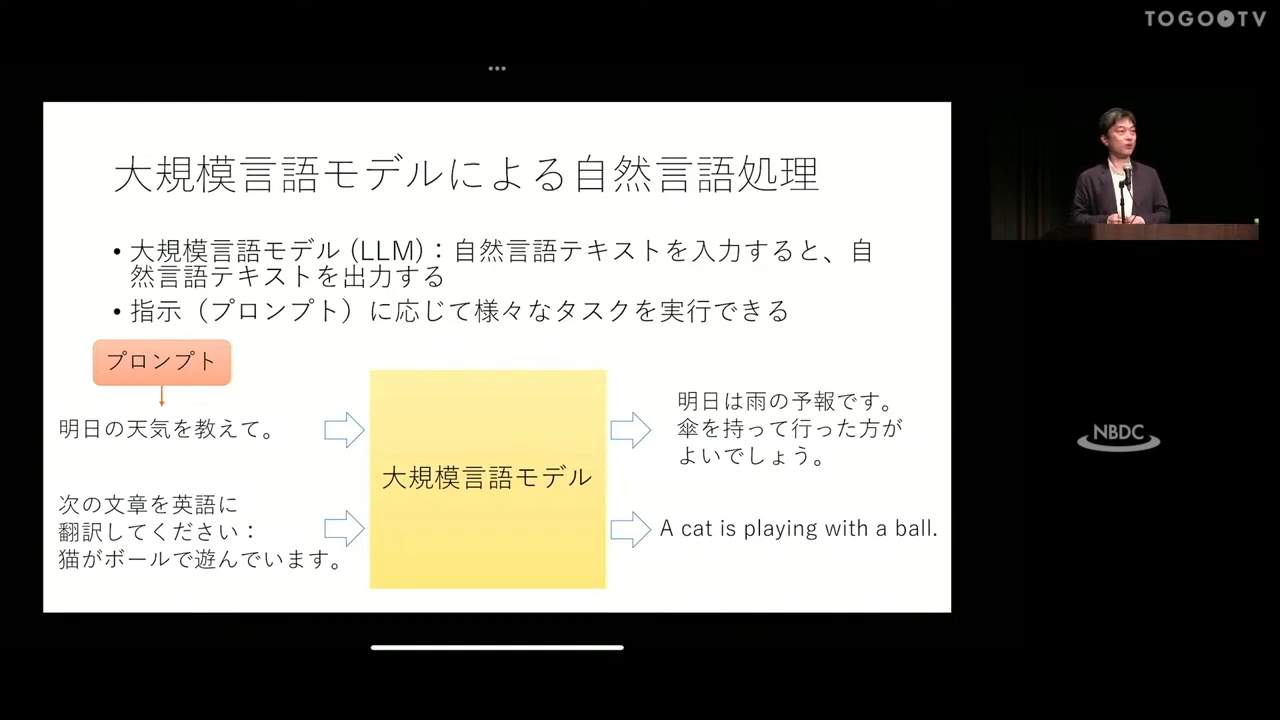 TOGO TV
大規模言語モデルによる自然言語処理
• 大規模言語モデル (LLM)：自然言語テキストを入力すると、自
然言語テキストを出力する
• 指示（プロンプト）に応じて様々なタスクを実行できる
プロンプト
明日の天気を教えて。
次の文章を英語に
翻訳してください：
猫がボールで遊んでいます。
大規模言語モデル
明日は雨の予報です。
傘を持って行った方が
よいでしょう。
A cat is playing with a ball.
NBDC